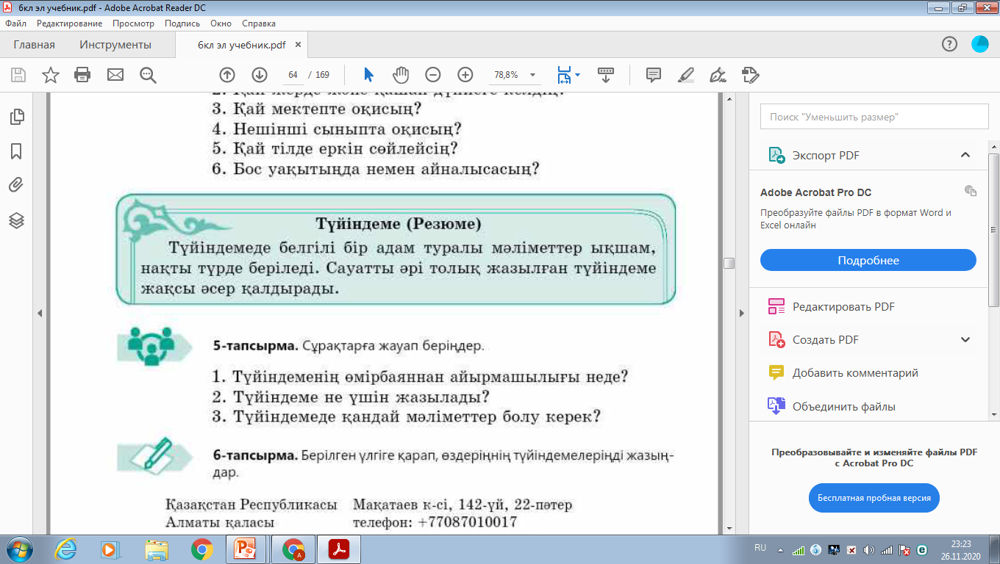 6кл эл учебник.pdf - Adobe Acrobat Reader DC
Файл Редактирование Просмотр Подпись Окно Справка
Главная Инструменты 6кл эл учебник.pdf ×
64 / 169 78,8%
2. Қай жерде және қашан дүниеге келдің?
3. Қай мектепте оқисың?
4. Нешінші сыныпта оқисың?
5. Қай тілде еркін сөйлейсің?
6. Бос уақытыңда немен айналысасың?
Түйіндеме (Резюме)
Түйіндемеде белгілі бір адам туралы мәліметтер ықшам,
нақты түрде беріледі. Сауатты әрі толық жазылған түйіндеме
жақсы әсер қалдырады.
5-тапсырма. Сұрақтарға жауап беріңдер.
1. Түйіндеменің өмірбаяннан айырмашылығы неде?
2. Түйіндеме не үшін жазылады?
3. Түйіндемеде қандай мәліметтер болу керек?
6-тапсырма. Берілген үлгіге қарап, өздеріңнің түйіндемелеріңді жазың-
дар.
Қазақстан Республикасы Мақатаев к-сі, 142-үй, 22-пәтер
Алматы қаласы телефон: +77087010017
Поиск "Уменьшить размер"
Экспорт PDF
Adobe Acrobat Pro DC
Преобразуйте файлы PDF в формат Word и
Excel онлайн
Подробнее
Редактировать PDF
Создать PDF
Добавить комментарий
Объединить файлы
Преобразовывайте и изменяйте файлы PDF
с Acrobat Pro DC
Бесплатная пробная версия
RU
23:23
26.11.2020